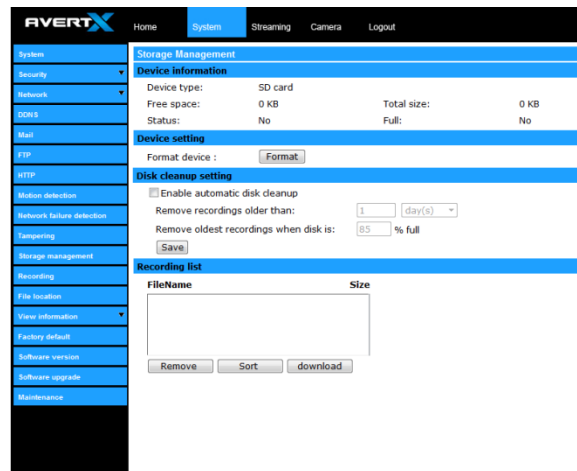 AVERTX
Home System Streaming Camera Logout
System
Security
Network
DDNS
Mail
FTP
HTTP
Motion detection
Network failure detection
Tampering
Storage management
Recording
File location
View information
Factory default
Software version
Software upgrade
Maintenance
Storage Management
Device information
Device type: SD card
Free space: 0 KB Total size: 0 KB
Status: No Full: No
Device setting
Format device : Format
Disk cleanup setting
Enable automatic disk cleanup
Remove recordings older than: 1 day(s)
Remove oldest recordings when disk is: 85 % full
Save
Recording list
FileName Size
Remove Sort download